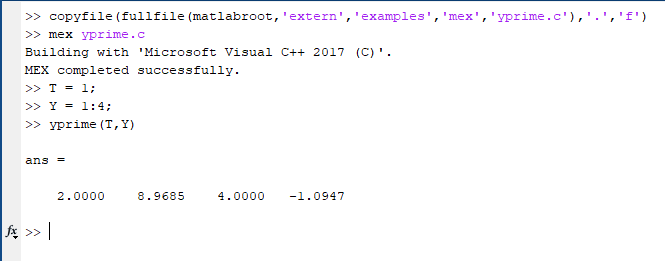 >> copyfile(fullfile(matlabroot,'extern','examples','mex','yprime.c'),'.','f')
>> mex yprime.c
Building with 'Microsoft Visual C++ 2017 (C)'.
MEX completed successfully.
>> T = 1;
>> Y = 1:4;
>> yprime(T,Y)
ans =
2.0000 8.9685 4.0000 -1.0947
fx >>